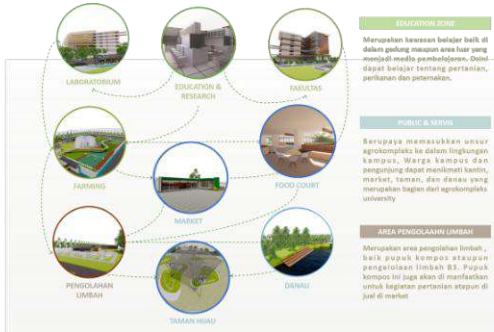 LABORATORIUM
EDUCATION &
RESEARCH
FAKULTAS
FARMING
MARKET
FOOD COURT
PENGOLAHAN
LIMBAH
TAMAN HIJAU
DANAU
EDUCATION ZONE
Merupakan kawasan belajar baik di
dalam gedung maupun area luar yang
menjadi media pembelajaran. Disini
dapat belajar tentang pertanian,
perikanan dan peternakan.
PUBLIC & SERVIS
Berupaya memasukkan unsur
agrokompleks ke dalam lingkungan
kampus, Warga kampus dan
pengunjung dapat menikmati kantin,
market, taman, dan danau yang
merupakan bagian dari agrokompleks
university
AREA PENGOLAAHN LIMBAH
Merupakan area pengolahan limbah ,
baik pupuk kompos ataupun
pengelolaan limbah B3. Pupuk
kompos ini juga akan di manfaatkan
untuk kegiatan pertanian atapun di
jual di market